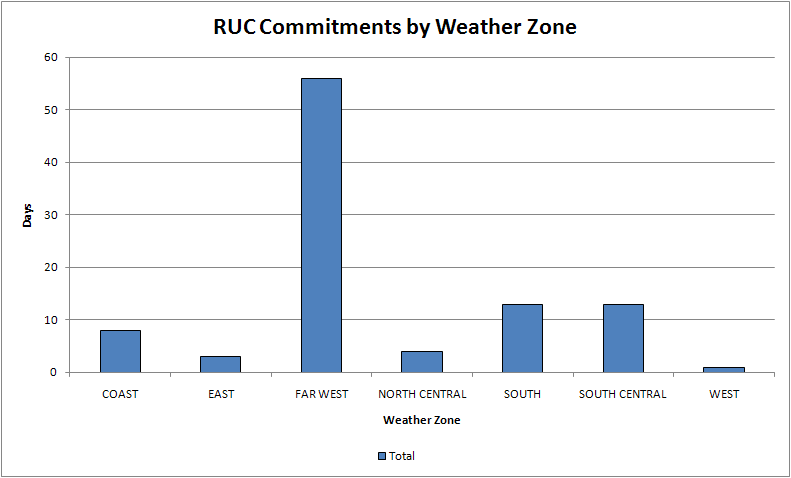 RUC Commitments by Weather Zone
60
50
40
30
20
10
0
Days
COAST EAST FAR WEST NORTH CENTRAL SOUTH SOUTH CENTRAL WEST
Weather Zone
Total